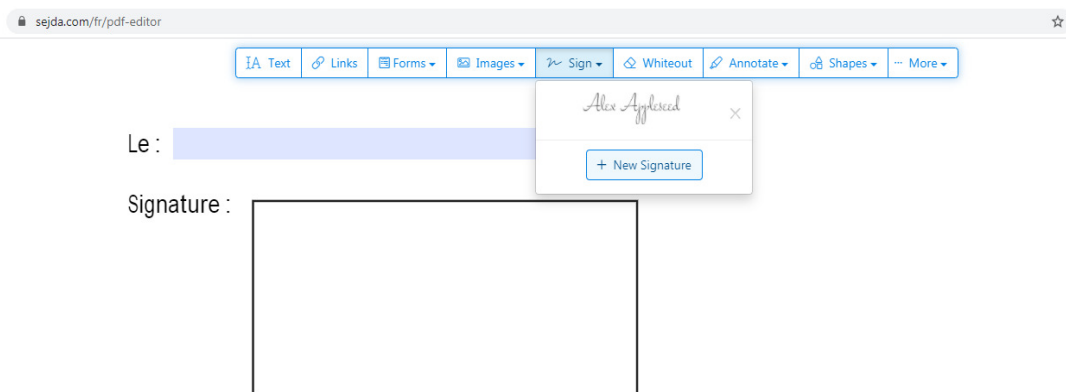 sejda.com/fr/pdf-editor
Text Links Forms Images Sign Whiteout Annotate Shapes More
Alex Appleseed
+ New Signature
Le :
Signature :